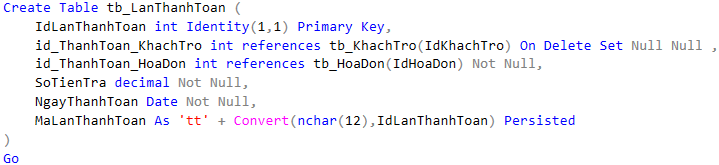 Create Table tb_LanThanhToan (
    IdLanThanhToan int Identity(1,1) Primary Key,
    id_ThanhToan_KhachTro int references tb_KhachTro(IdKhachTro) On Delete Set Null Null ,
    id_ThanhToan_HoaDon int references tb_HoaDon(IdHoaDon) Not Null,
    SoTienTra decimal Not Null,
    NgayThanhToan Date Not Null,
    MaLanThanhToan As 'tt' + Convert(nchar(12),IdLanThanhToan) Persisted
)
Go